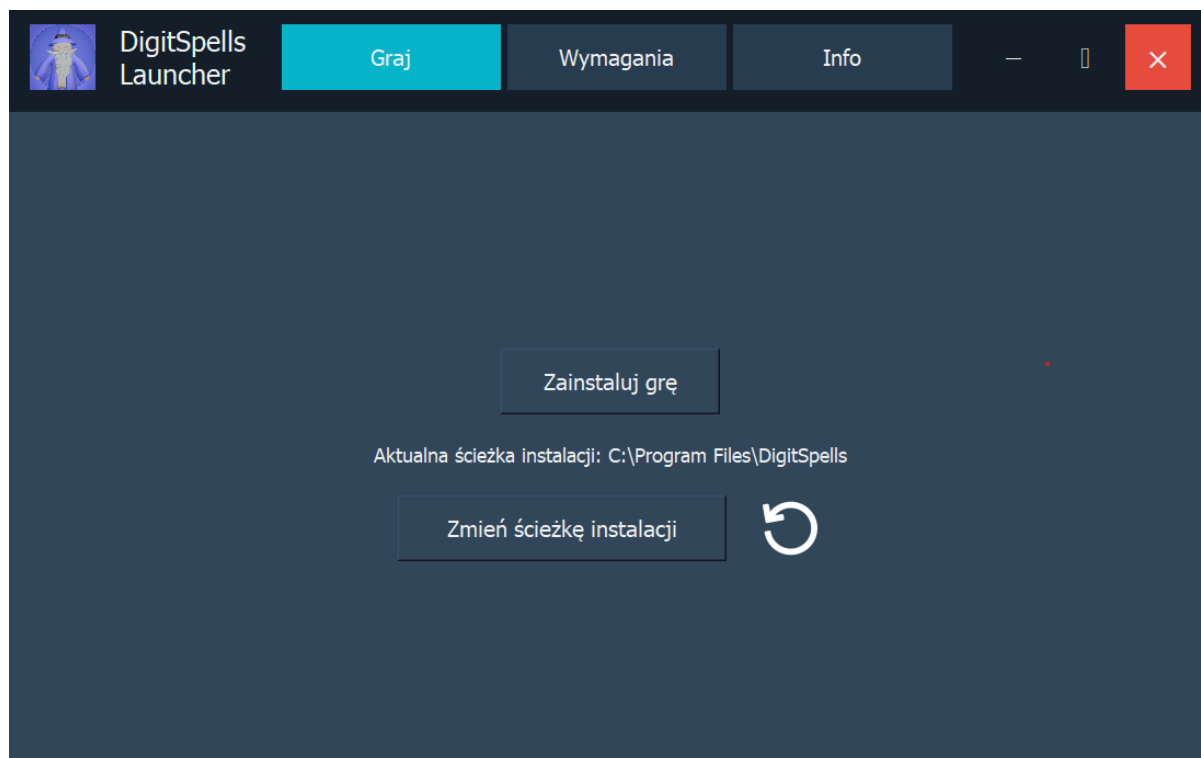 DigitSpells
Launcher
Graj
Wymagania
Info
Zainstaluj grę
Aktualna ścieżka instalacji: C:\Program Files\DigitSpells
Zmień ścieżkę instalacji